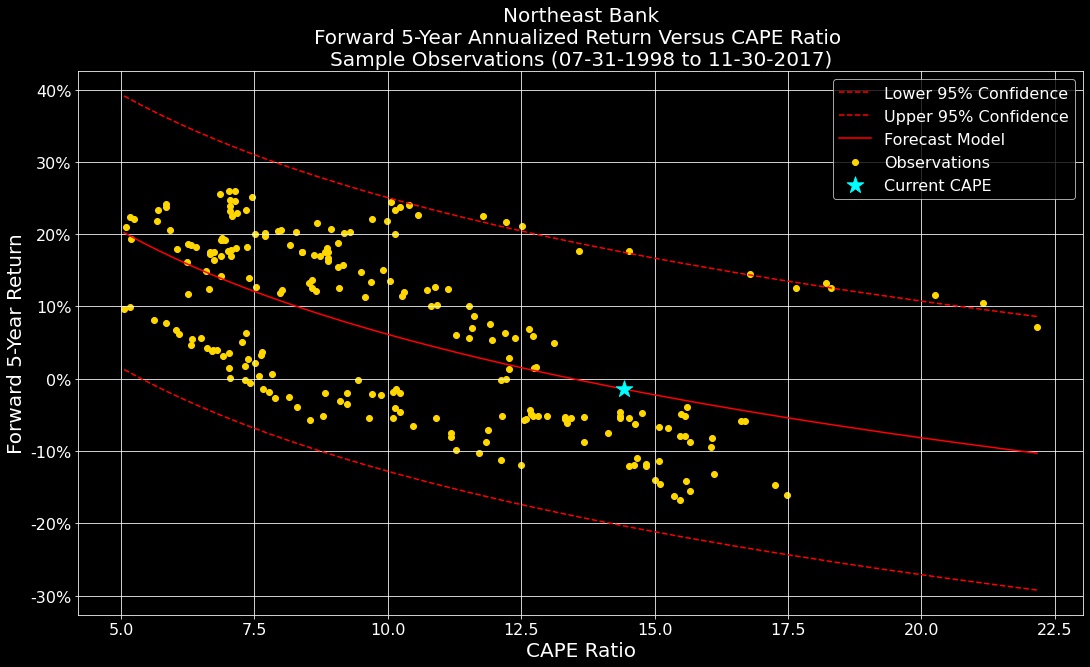 Northeast Bank
Forward 5-Year Annualized Return Versus CAPE Ratio
Sample Observations (07-31-1998 to 11-30-2017)
Lower 95% Confidence
Upper 95% Confidence
Forecast Model
Observations
Current CAPE
Forward 5-Year Return
40%
30%
20%
10%
0%
-10%
-20%
-30%
5.0 7.5 10.0 12.5 15.0 17.5 20.0 22.5
CAPE Ratio